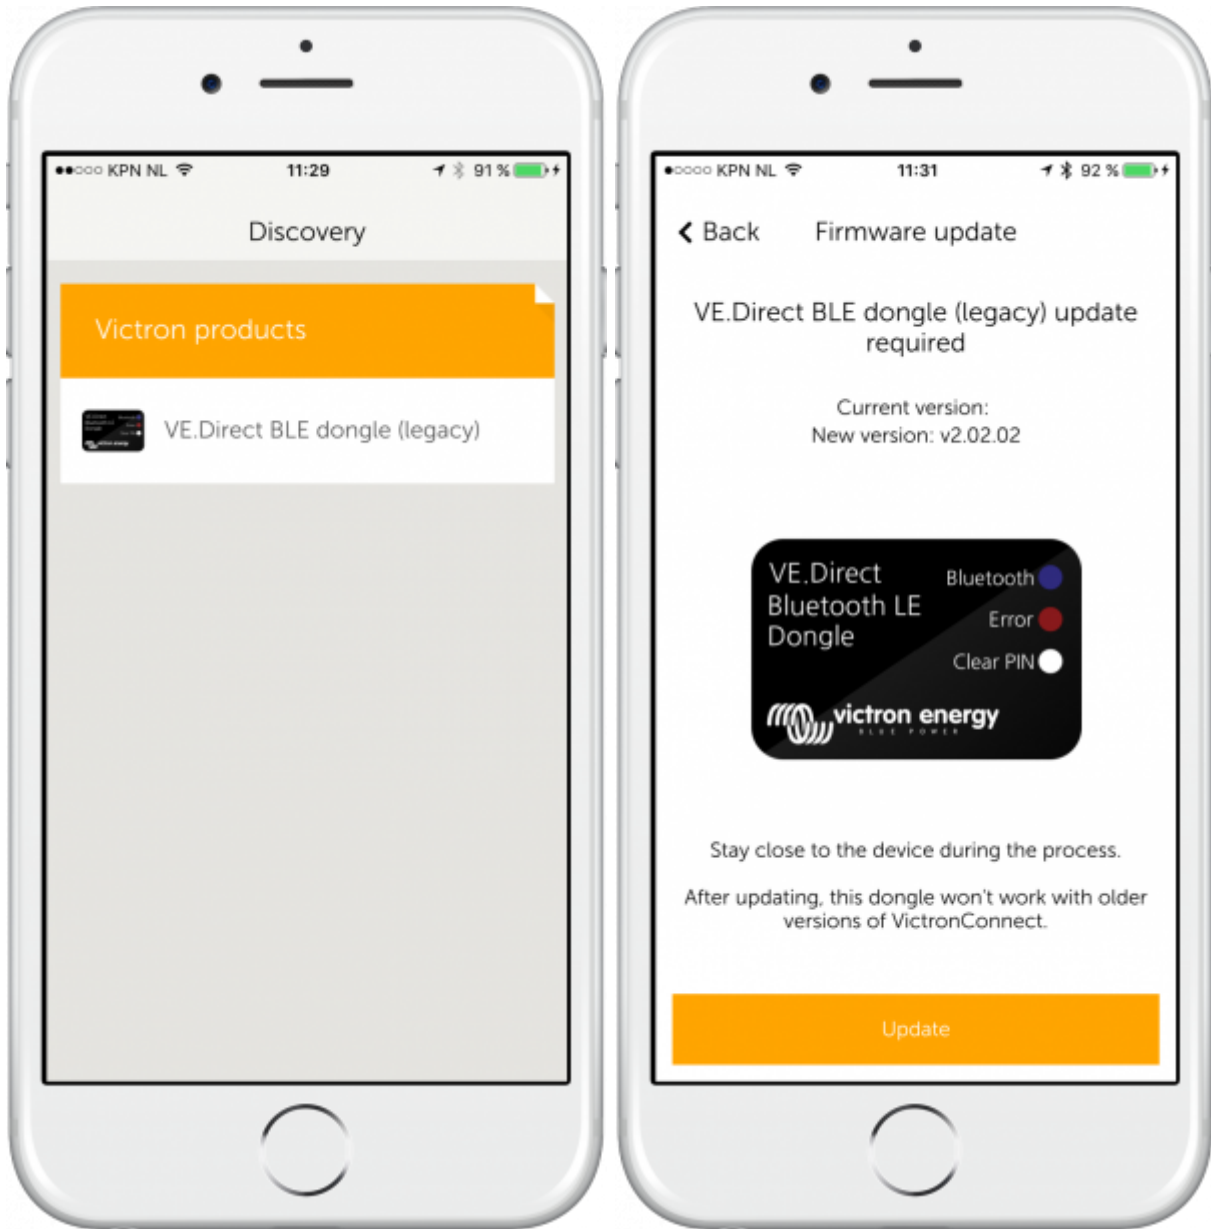 KPN NL
11:29
91 %
Discovery
Victron products
VE.Direct BLE dongle (legacy)
KPN NL
11:31
92 %
Back
Firmware update
VE.Direct BLE dongle (legacy) update
required
Current version:
New version: v2.02.02
VE.Direct
Bluetooth LE
Dongle
Bluetooth
Error
Clear PIN
victron energy
BLUE POWER
Stay close to the device during the process.
After updating, this dongle won't work with older
versions of VictronConnect.
Update